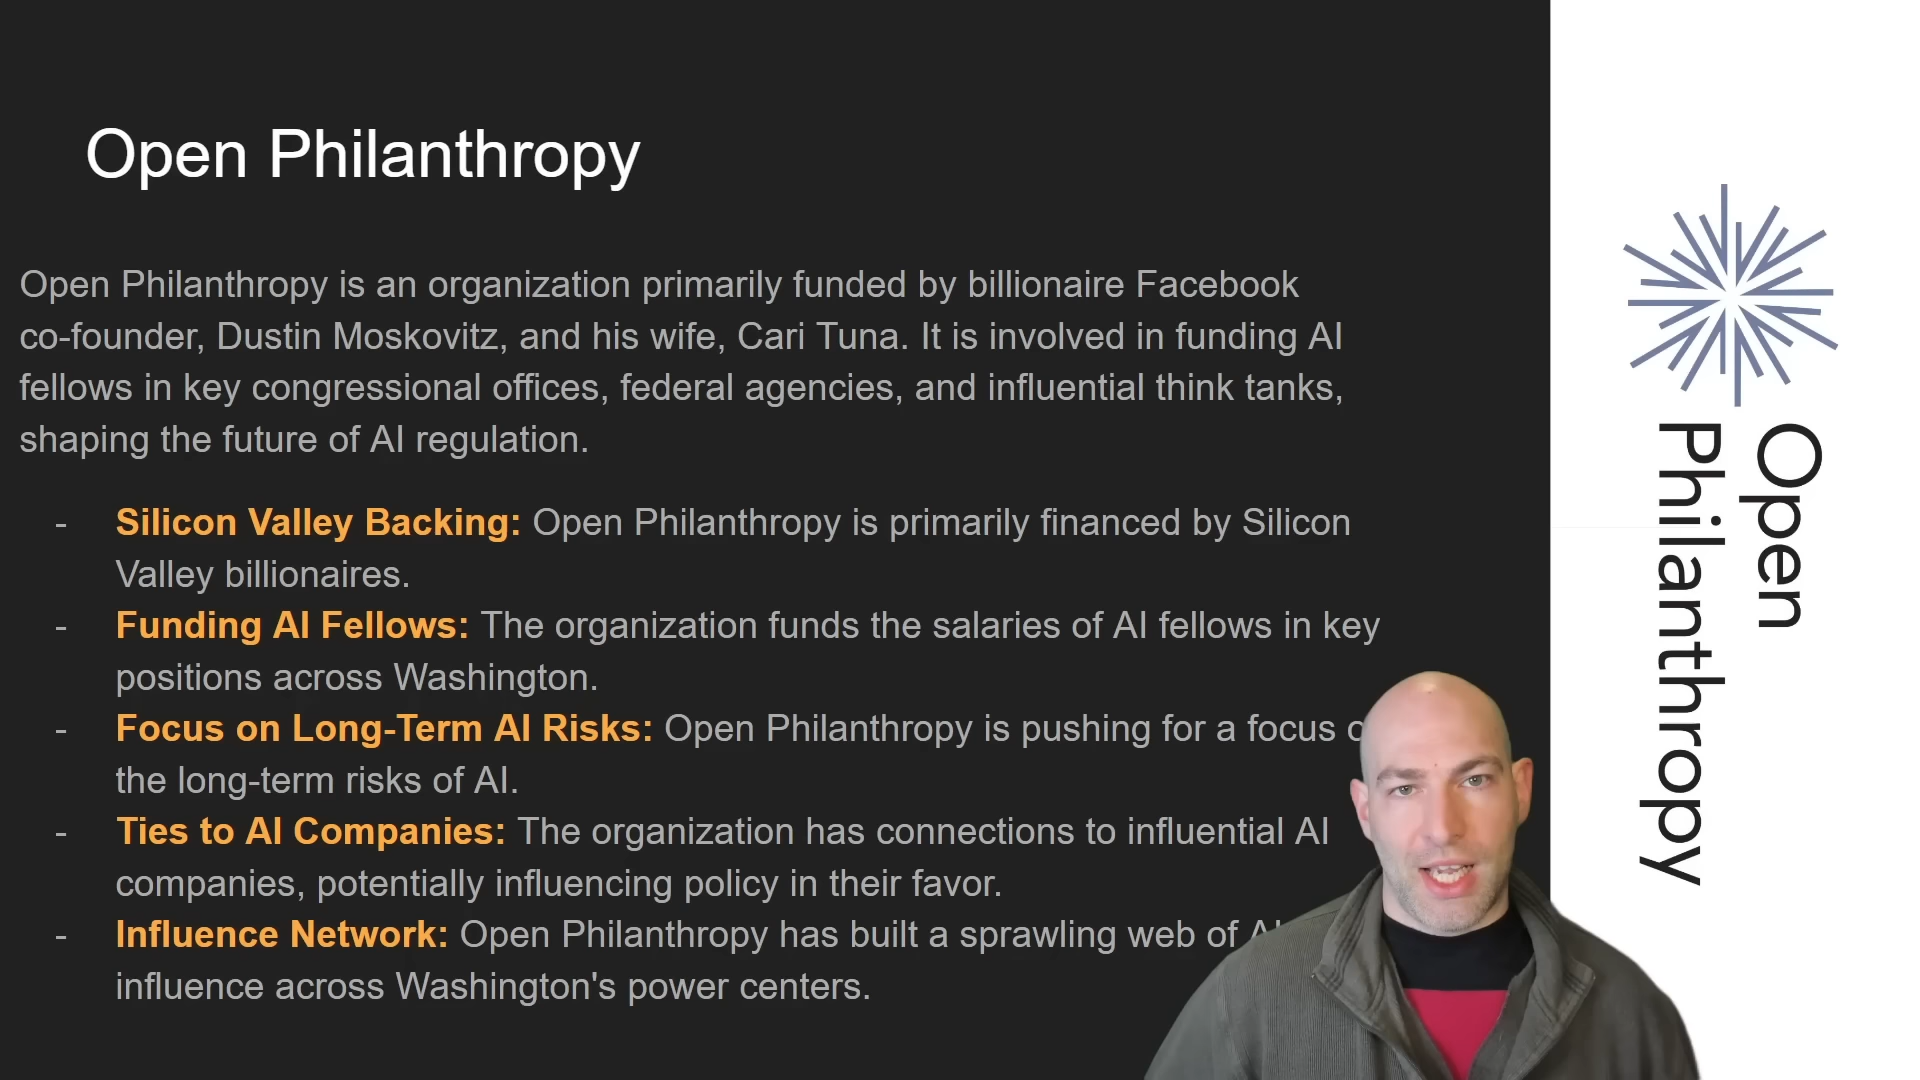 Open Philanthropy
Open Philanthropy is an organization primarily funded by billionaire Facebook
co-founder, Dustin Moskovitz, and his wife, Cari Tuna. It is involved in funding AI
fellows in key congressional offices, federal agencies, and influential think tanks,
shaping the future of AI regulation.
- Silicon Valley Backing: Open Philanthropy is primarily financed by Silicon
Valley billionaires.
- Funding AI Fellows: The organization funds the salaries of AI fellows in key
positions across Washington.
- Focus on Long-Term AI Risks: Open Philanthropy is pushing for a focus
the long-term risks of AI.
- Ties to AI Companies: The organization has connections to influential AI
companies, potentially influencing policy in their favor.
- Influence Network: Open Philanthropy has built a sprawling web of
influence across Washington's power centers.
Open
Philanthropy